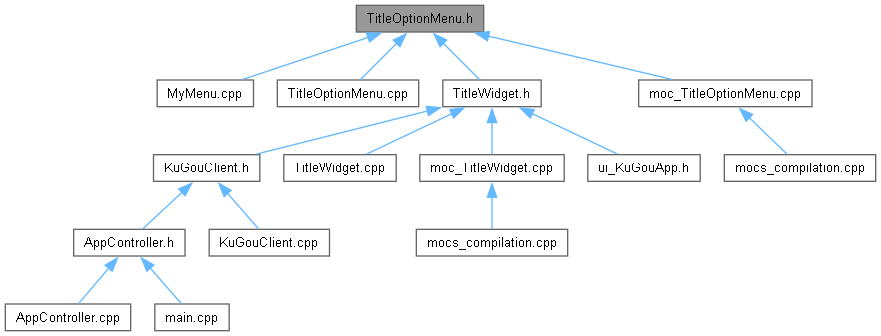 TitleOptionMenu.h
MyMenu.cpp
TitleOptionMenu.cpp
TitleWidget.h
moc_TitleOptionMenu.cpp
KuGouClient.h
TitleWidget.cpp
moc_TitleWidget.cpp
ui_KuGouApp.h
mocs_compilation.cpp
AppController.h
KuGouClient.cpp
mocs_compilation.cpp
AppController.cpp
main.cpp